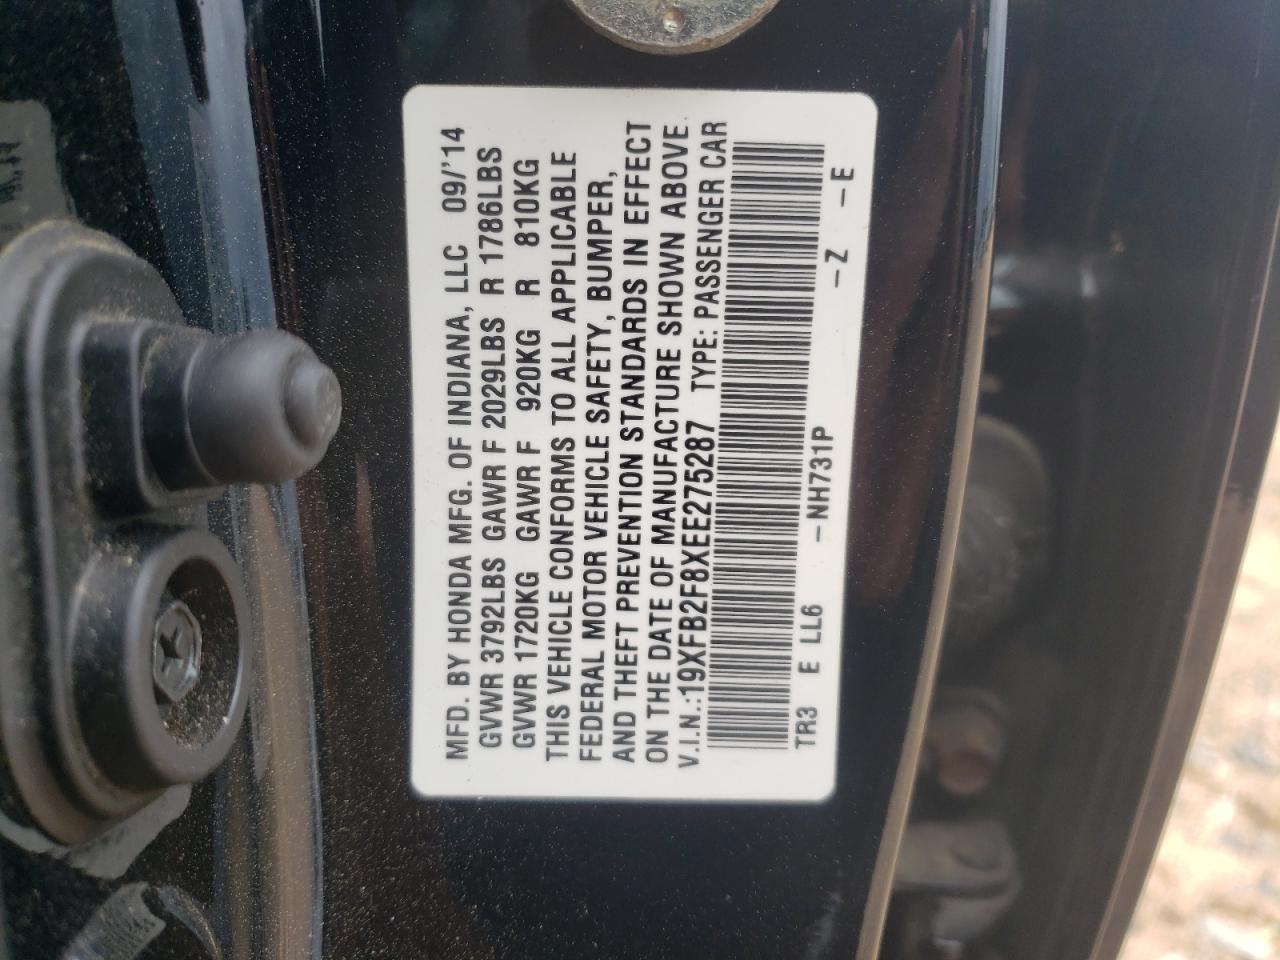 MFD. BY HONDA MFG. OF INDIANA, LLC 09/'14
GVWR 3792LBS GAWR F 2029LBS R 1786LBS
GVWR 1720KG GAWR F 920KG R 810KG
THIS VEHICLE CONFORMS TO ALL APPLICABLE
FEDERAL MOTOR VEHICLE SAFETY, BUMPER,
AND THEFT PREVENTION STANDARDS IN EFFECT
ON THE DATE OF MANUFACTURE SHOWN ABOVE.
V.I.N.:19XFB2F8XEE275287 TYPE: PASSENGER CAR
TR3 E LL6 -NH731P -Z -E